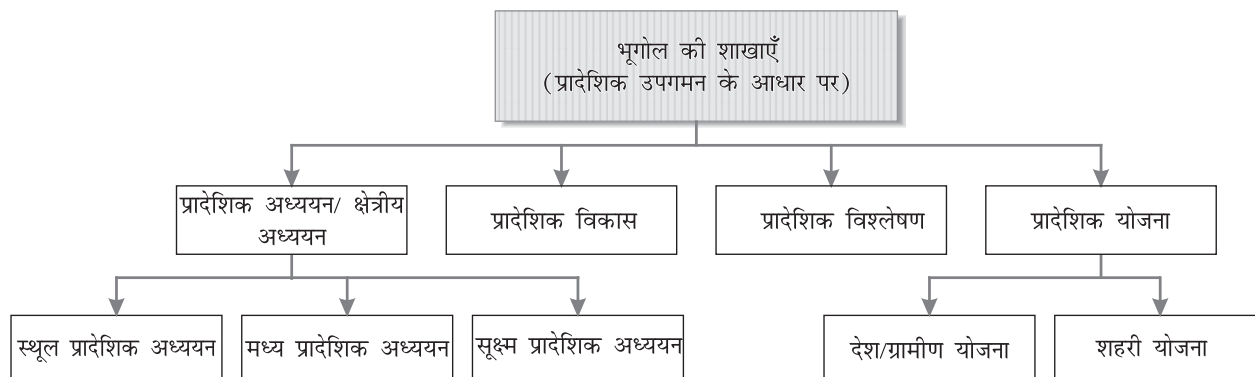 भूगोल की शाखाएँ
(प्रादेशिक उपगमन के आधार पर)
प्रादेशिक अध्ययन/ क्षेत्रीय
अध्ययन
प्रादेशिक विकास
प्रादेशिक विश्लेषण
प्रादेशिक योजना
स्थूल प्रादेशिक अध्ययन
मध्य प्रादेशिक अध्ययन
सूक्ष्म प्रादेशिक अध्ययन
देश/ग्रामीण योजना
शहरी योजना